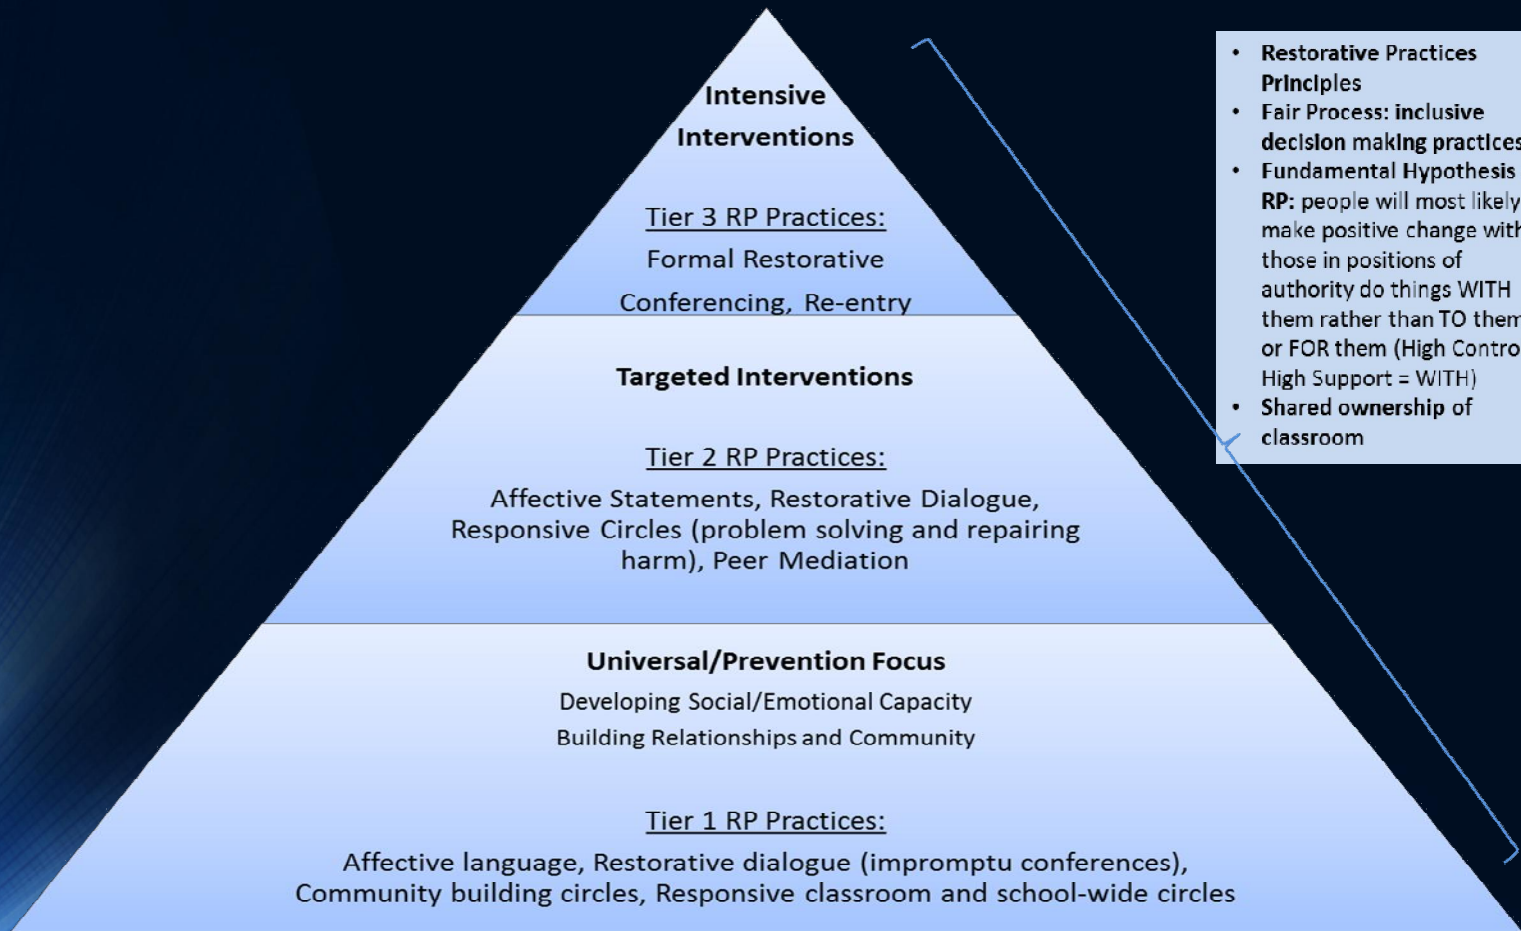 Intensive
Interventions
Tier 3 RP Practices:
Formal Restorative
Conferencing, Re-entry
Targeted Interventions
Tier 2 RP Practices:
Affective Statements, Restorative Dialogue,
Responsive Circles (problem solving and repairing
harm), Peer Mediation
Universal/Prevention Focus
Developing Social/Emotional Capacity
Building Relationships and Community
Tier 1 RP Practices:
Affective language, Restorative dialogue (impromptu conferences),
Community building circles, Responsive classroom and school-wide circles
• Restorative Practices
Principles
• Fair Process: inclusive
decision making practices
• Fundamental Hypothesis
RP: people will most likely
make positive change with
those in positions of
authority do things WITH
them rather than TO them
or FOR them (High Contro
High Support = WITH)
• Shared ownership of
classroom